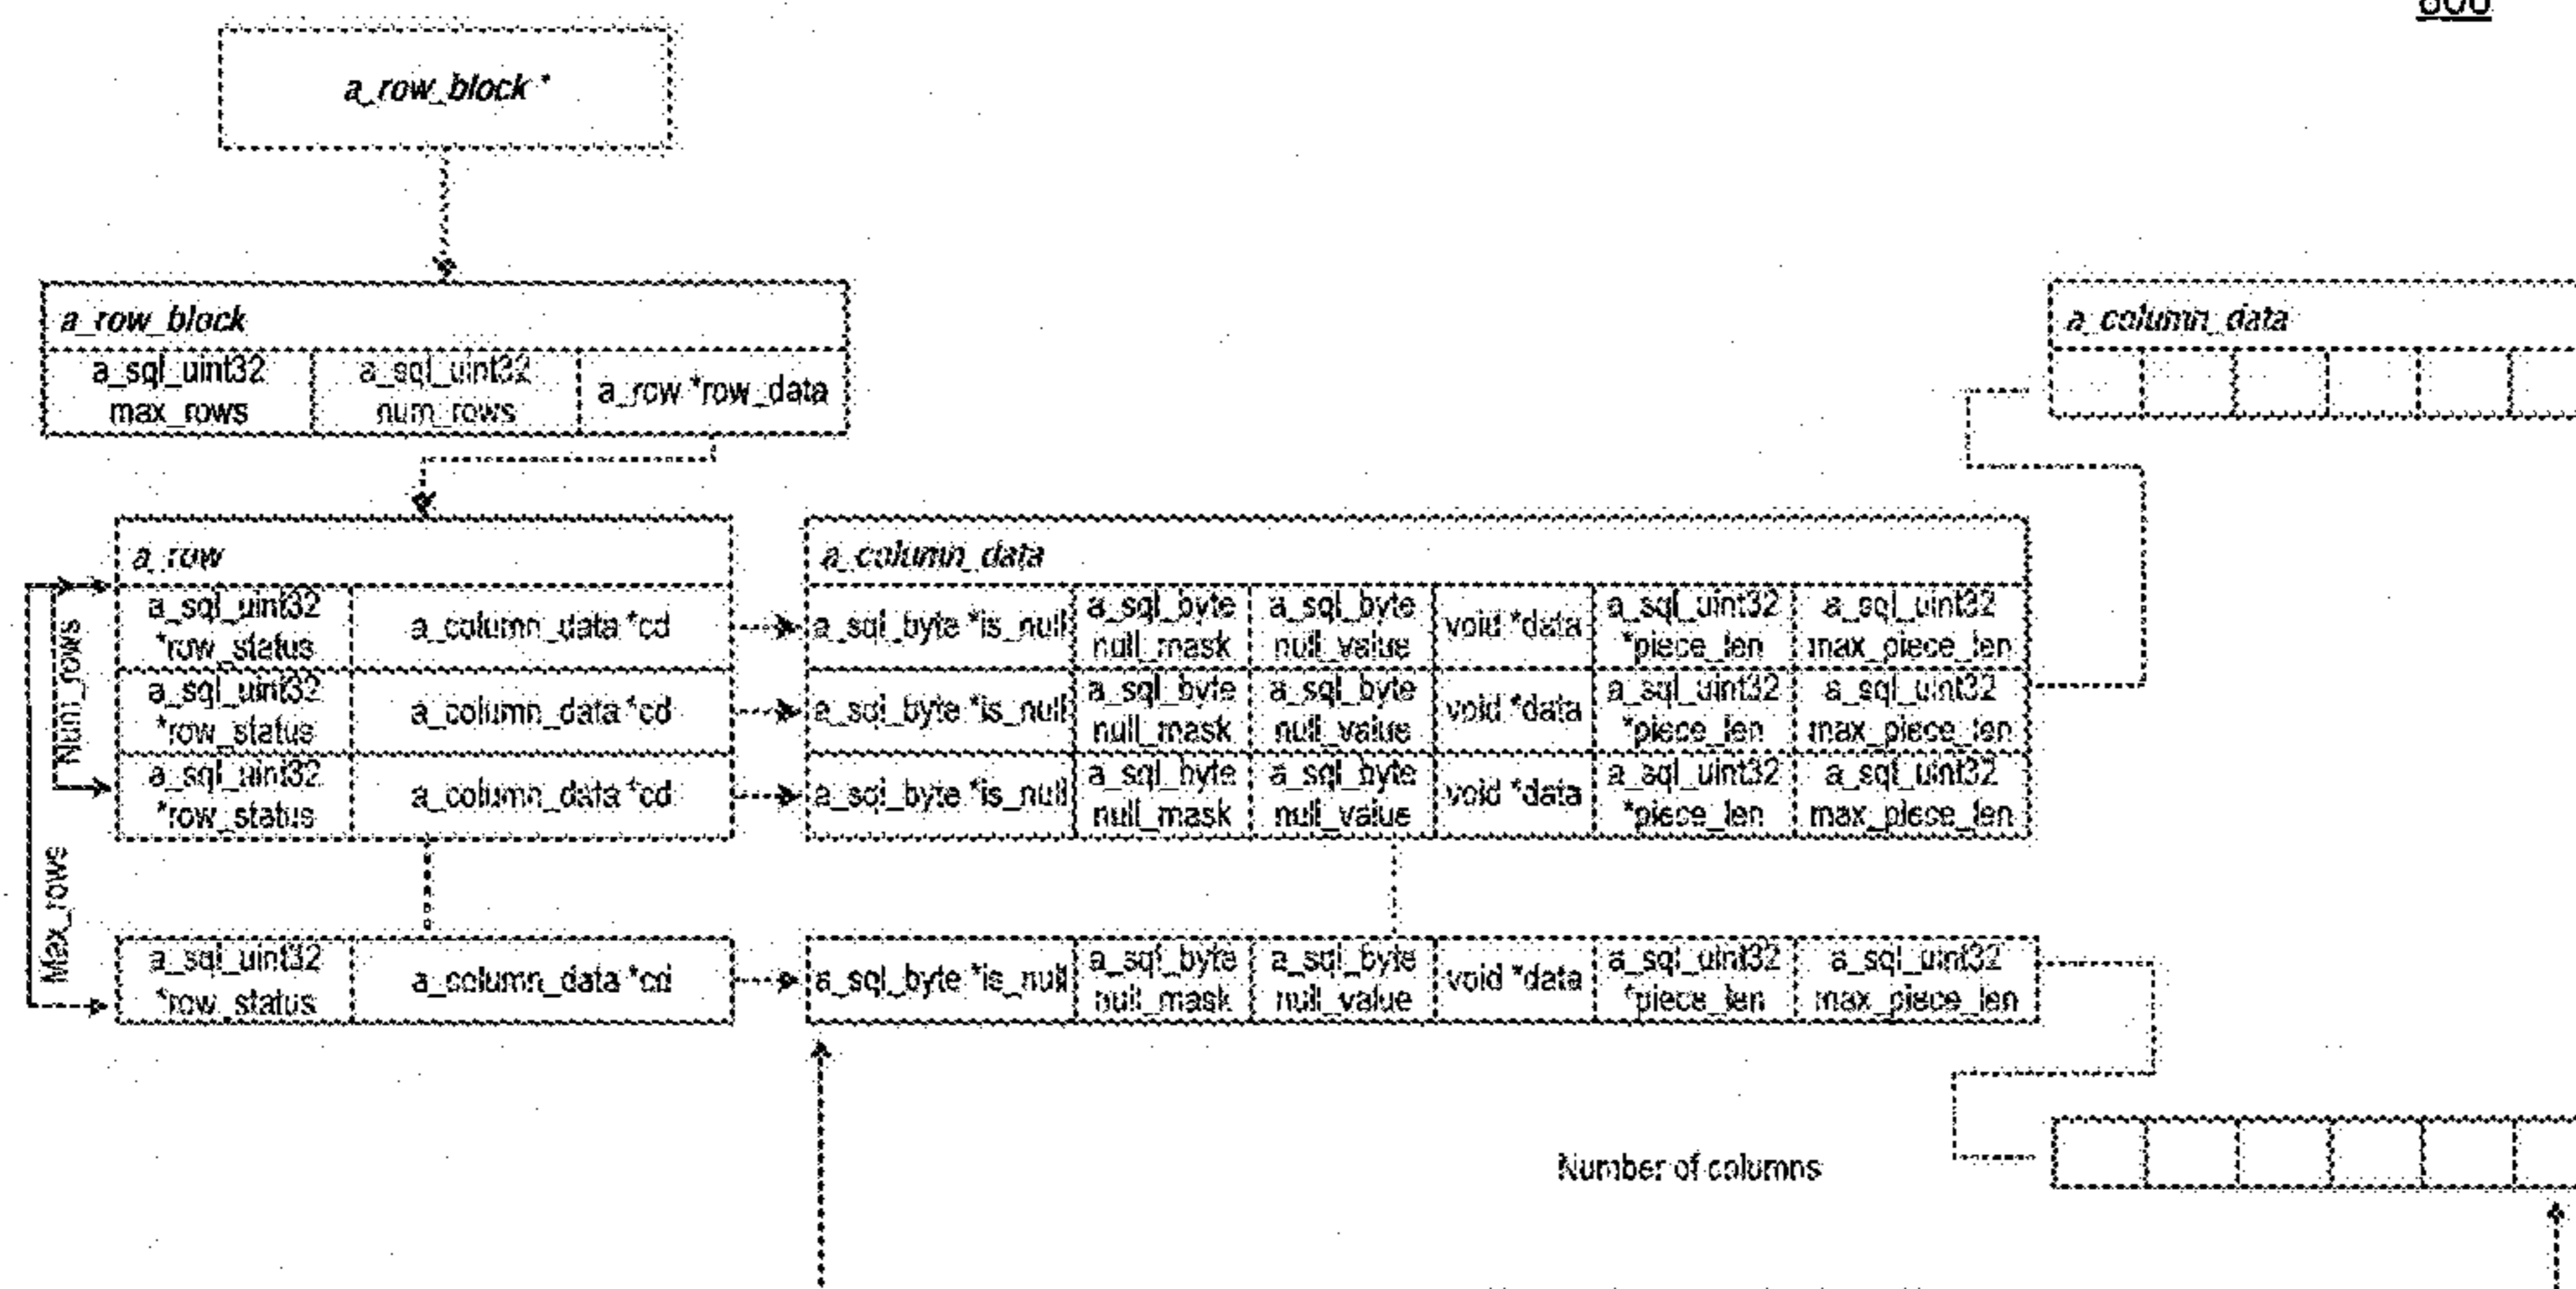 a_row_block *
a_row_block
a_sql_uint32
max_rows
a_sql_uint32
num_rows
a_row *row_data
a_column_data
a_row
a_sql_uint32
*row_status
a_column_data *cd
a_sql_uint32
*row_status
a_column_data *cd
a_sql_uint32
*row_status
a_column_data *cd
a_sql_uint32
*row_status
a_column_data *cd
Num_rows
Max_rows
a_column_data
a_sql_byte *is_null
a_sql_byte
null_mask
a_sql_byte
null_value
void *data
a_sql_uint32
*piece_len
a_sql_uint32
max_piece_len
a_sql_byte *is_null
a_sql_byte
null_mask
a_sql_byte
null_value
void *data
a_sql_uint32
*piece_len
a_sql_uint32
max_piece_len
a_sql_byte *is_null
a_sql_byte
null_mask
a_sql_byte
null_value
void *data
a_sql_uint32
*piece_len
a_sql_uint32
max_piece_len
a_sql_byte *is_null
a_sql_byte
null_mask
a_sql_byte
null_value
void *data
a_sql_uint32
*piece_len
a_sql_uint32
max_piece_len
Number of columns